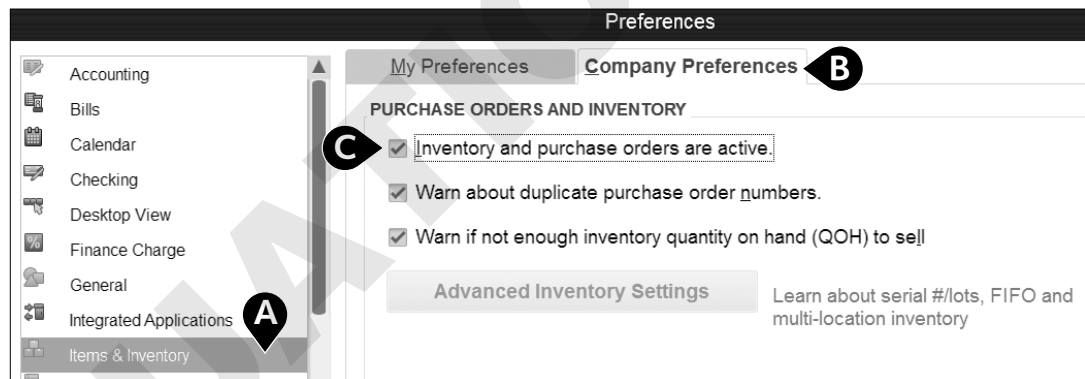 Preferences
Accounting
Bills
Calendar
Checking
Desktop View
Finance Charge
General
Integrated Applications
A
Items & Inventory
My Preferences
Company Preferences
B
PURCHASE ORDERS AND INVENTORY
C
Inventory and purchase orders are active.
Warn about duplicate purchase order numbers.
Warn if not enough inventory quantity on hand (QOH) to sell
Advanced Inventory Settings
Learn about serial #/lots, FIFO and
multi-location inventory